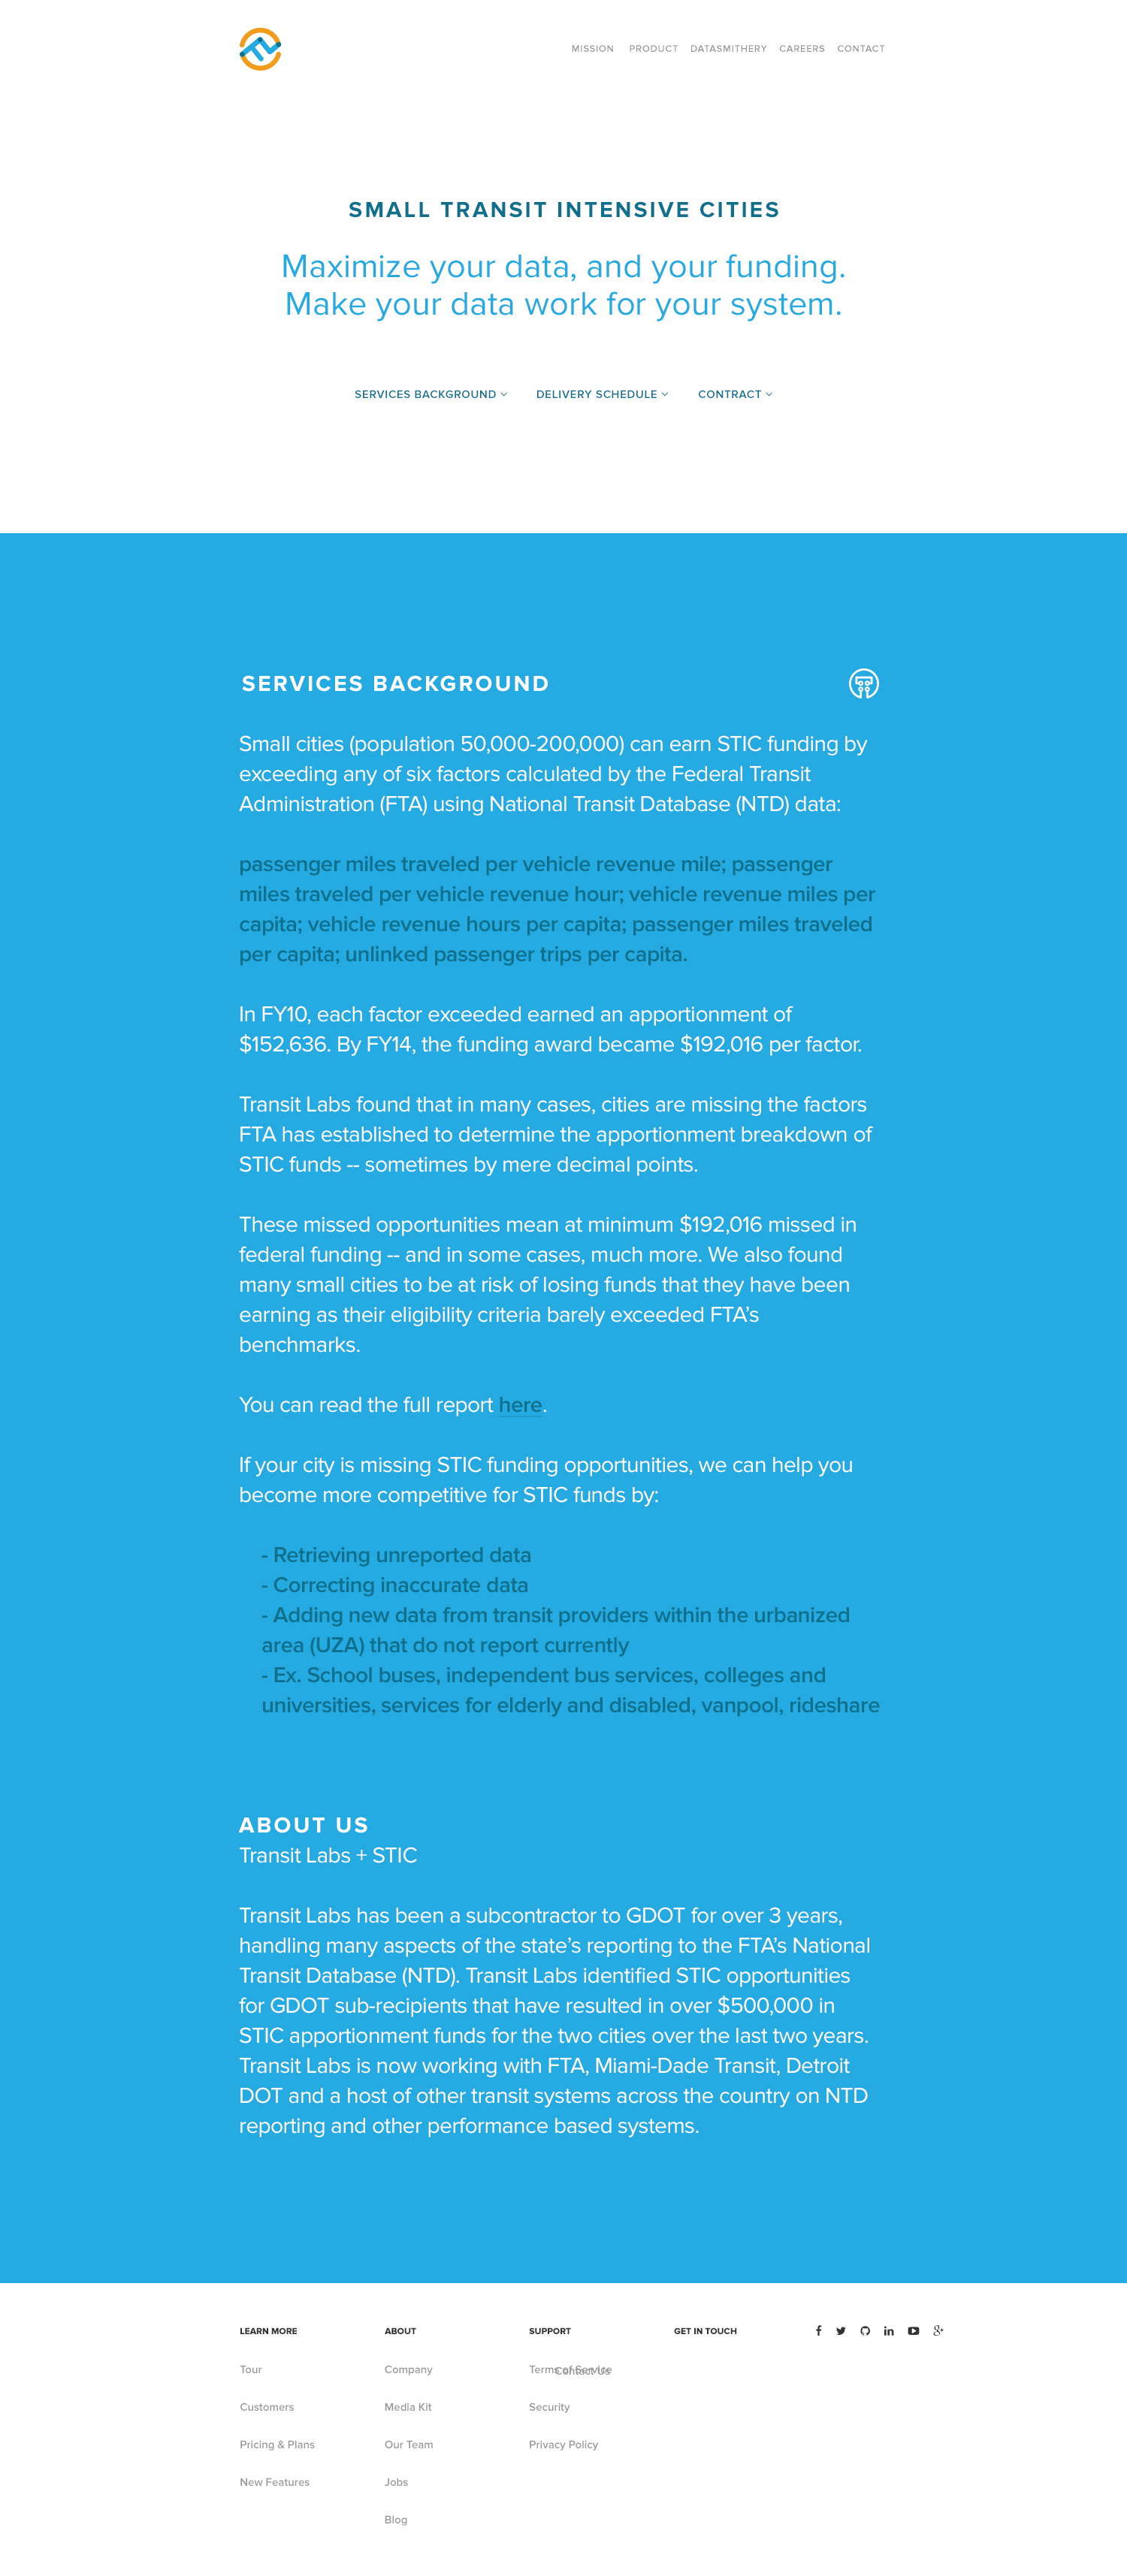 MISSION PRODUCT DATASMITHERY CAREERS CONTACT
SMALL TRANSIT INTENSIVE CITIES
Maximize your data, and your funding.
Make your data work for your system.
SERVICES BACKGROUND DELIVERY SCHEDULE CONTRACT
SERVICES BACKGROUND
Small cities (population 50,000-200,000) can earn STIC funding by
exceeding any of six factors calculated by the Federal Transit
Administration (FTA) using National Transit Database (NTD) data:
passenger miles traveled per vehicle revenue mile; passenger
miles traveled per vehicle revenue hour; vehicle revenue miles per
capita; vehicle revenue hours per capita; passenger miles traveled
per capita; unlinked passenger trips per capita.
In FY10, each factor exceeded earned an apportionment of
$152,636. By FY14, the funding award became $192,016 per factor.
Transit Labs found that in many cases, cities are missing the factors
FTA has established to determine the apportionment breakdown of
STIC funds -- sometimes by mere decimal points.
These missed opportunities mean at minimum $192,016 missed in
federal funding -- and in some cases, much more. We also found
many small cities to be at risk of losing funds that they have been
earning as their eligibility criteria barely exceeded FTA’s
benchmarks.
You can read the full report here.
If your city is missing STIC funding opportunities, we can help you
become more competitive for STIC funds by:
- Retrieving unreported data
- Correcting inaccurate data
- Adding new data from transit providers within the urbanized
area (UZA) that do not report currently
- Ex. School buses, independent bus services, colleges and
universities, services for elderly and disabled, vanpool, rideshare
ABOUT US
Transit Labs + STIC
Transit Labs has been a subcontractor to GDOT for over 3 years,
handling many aspects of the state’s reporting to the FTA’s National
Transit Database (NTD). Transit Labs identified STIC opportunities
for GDOT sub-recipients that have resulted in over $500,000 in
STIC apportionment funds for the two cities over the last two years.
Transit Labs is now working with FTA, Miami-Dade Transit, Detroit
DOT and a host of other transit systems across the country on NTD
reporting and other performance based systems.
LEARN MORE ABOUT SUPPORT GET IN TOUCH
Tour Company Terms of Service Contact Us
Customers Media Kit Security
Pricing & Plans Our Team Privacy Policy
New Features Jobs
Blog